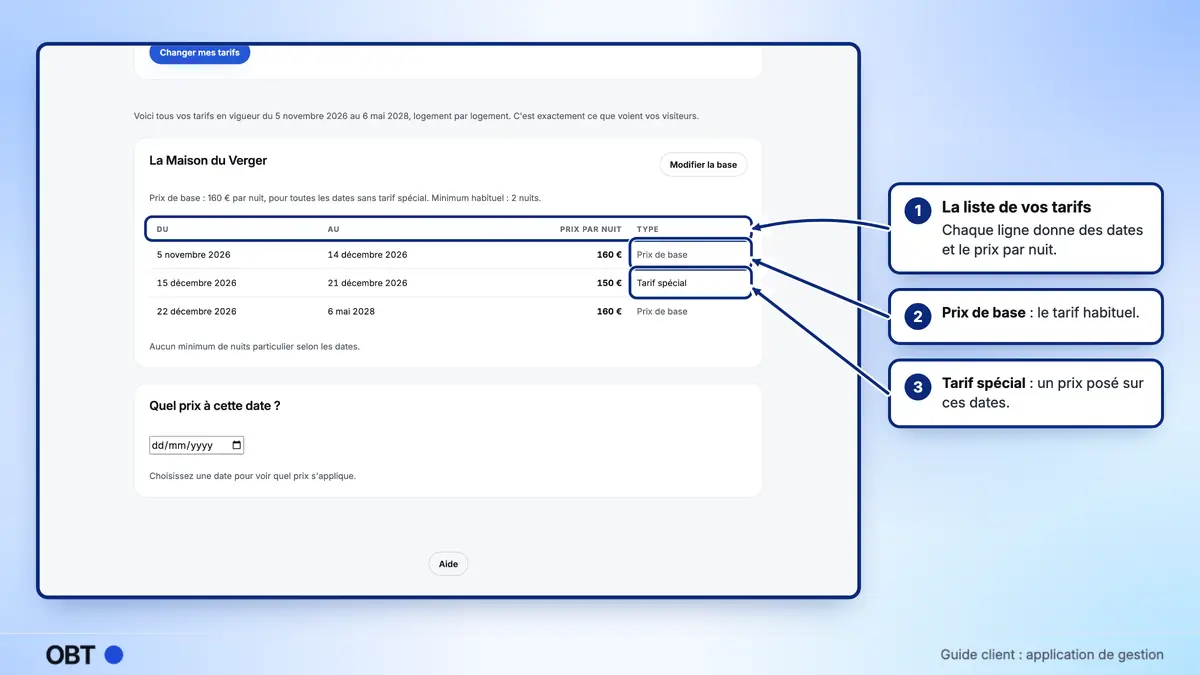 Changer mes tarifs
Voici tous vos tarifs en vigueur du 5 novembre 2026 au 6 mai 2028, logement par logement. C'est exactement ce que voient vos visiteurs.
La Maison du Verger
Modifier la base
Prix de base : 160 € par nuit, pour toutes les dates sans tarif spécial. Minimum habituel : 2 nuits.
DU AU PRIX PAR NUIT TYPE
5 novembre 2026 14 décembre 2026 160 € Prix de base
15 décembre 2026 21 décembre 2026 150 € Tarif spécial
22 décembre 2026 6 mai 2028 160 € Prix de base
Aucun minimum de nuits particulier selon les dates.
Quel prix à cette date ?
dd/mm/yyyy
Choisissez une date pour voir quel prix s'applique.
Aide
1 La liste de vos tarifs
Chaque ligne donne des dates
et le prix par nuit.
2 Prix de base : le tarif habituel.
3 Tarif spécial : un prix posé sur
ces dates.
OBT
Guide client : application de gestion